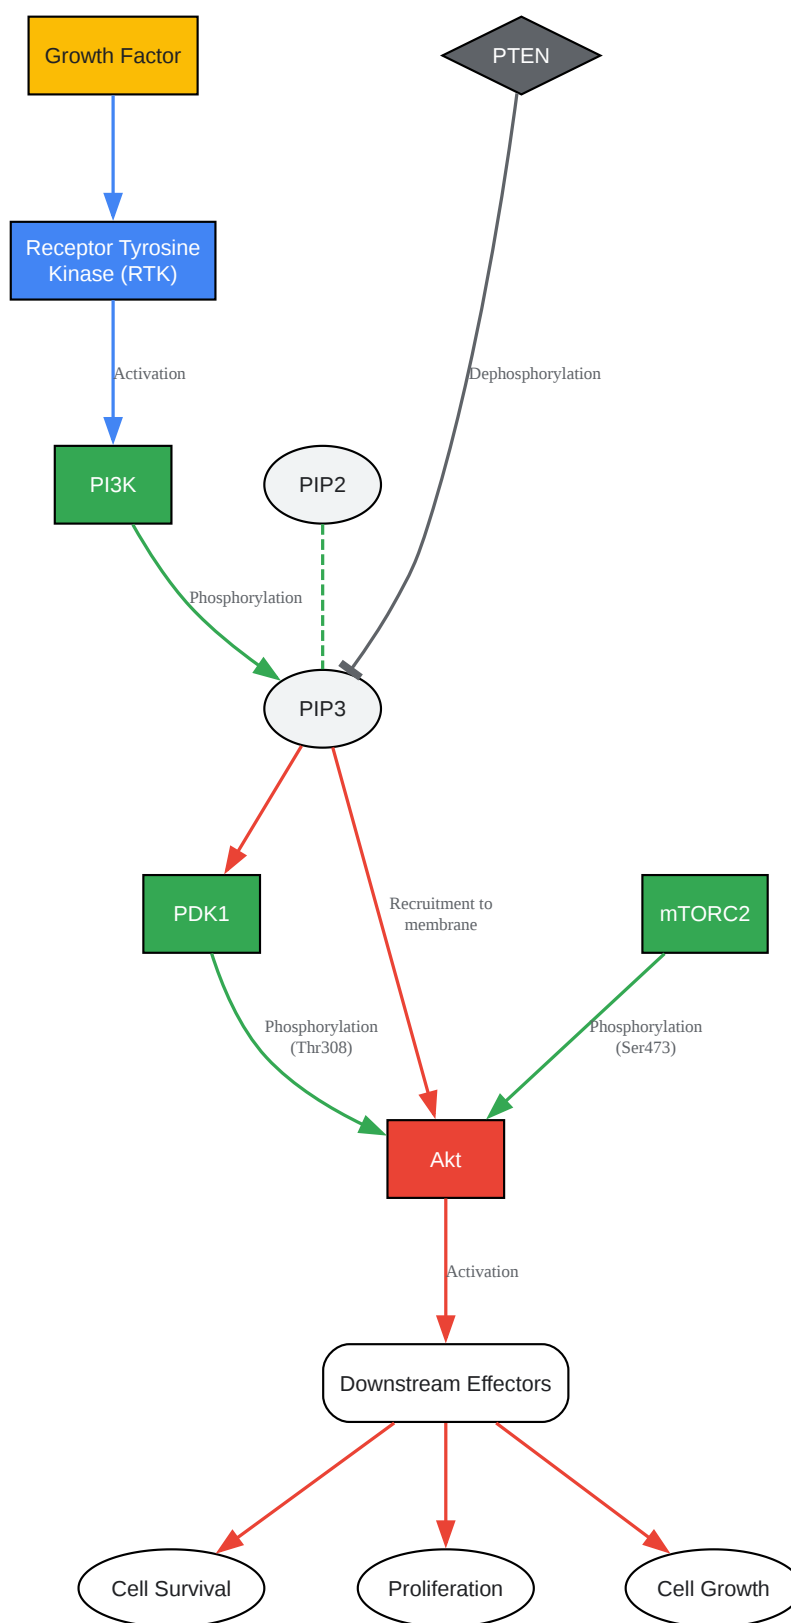 Growth Factor
PTEN
Receptor Tyrosine
Kinase (RTK)
Activation
Dephosphorylation
PI3K
PIP2
Phosphorylation
PIP3
Recruitment to
membrane
PDK1
mTORC2
Phosphorylation
(Thr308)
Phosphorylation
(Ser473)
Akt
Activation
Downstream Effectors
Cell Survival
Proliferation
Cell Growth